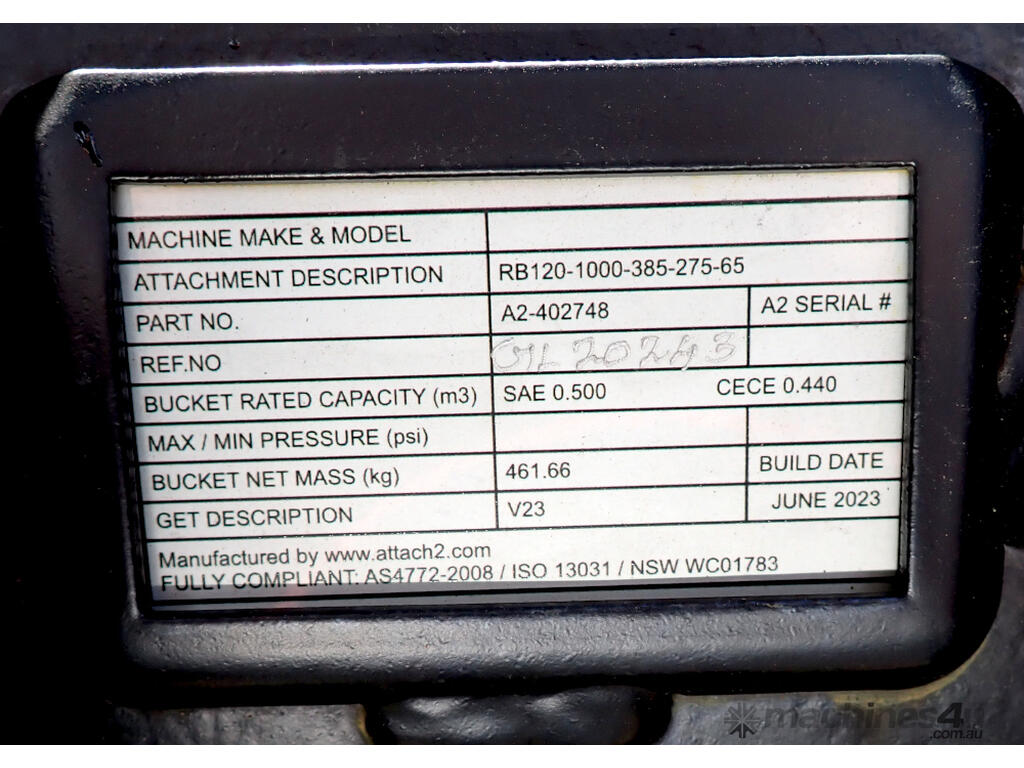 MACHINE MAKE & MODEL
ATTACHMENT DESCRIPTION RB120-1000-385-275-65
PART NO. A2-402748 A2 SERIAL #
REF.NO 20243
BUCKET RATED CAPACITY (m3) SAE 0.500 CECE 0.440
MAX / MIN PRESSURE (psi)
BUCKET NET MASS (kg) 461.66 BUILD DATE
GET DESCRIPTION V23 JUNE 2023
Manufactured by www.attach2.com
FULLY COMPLIANT: AS4772-2008 / ISO 13031 / NSW WC01783
machines4u
.com.au